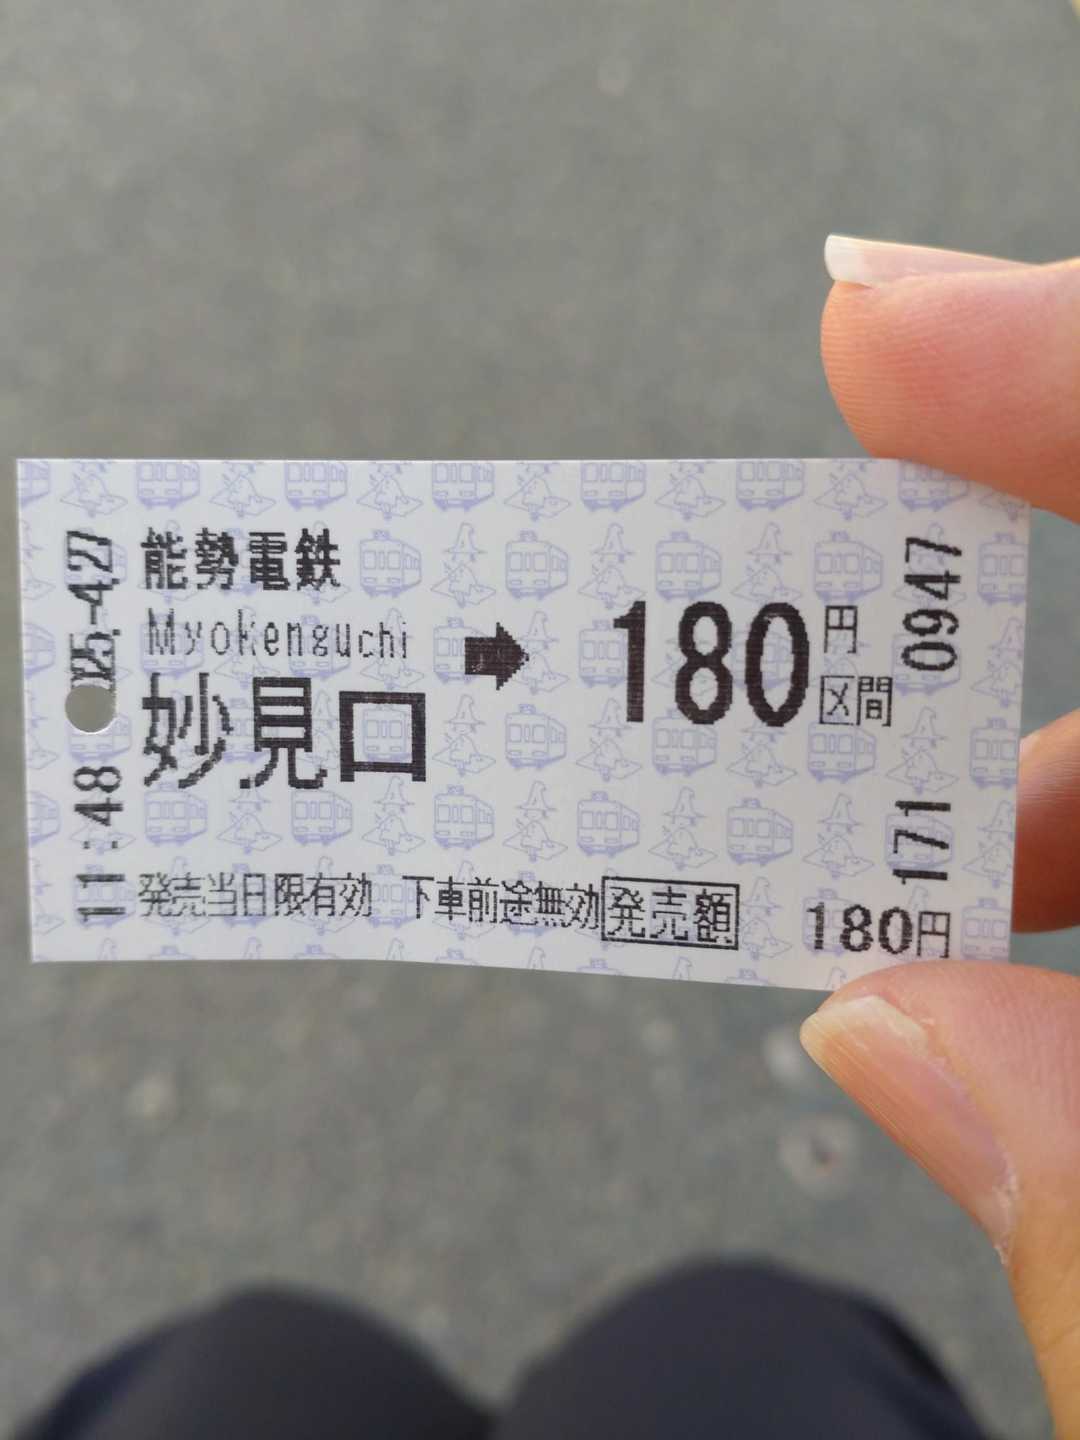 能勢電鉄
Myokenguchi
妙見口 ➡ 180円区間
発売当日限有効 下車前途無効 発売額 180円
025.-4.27
11:48
0947
171